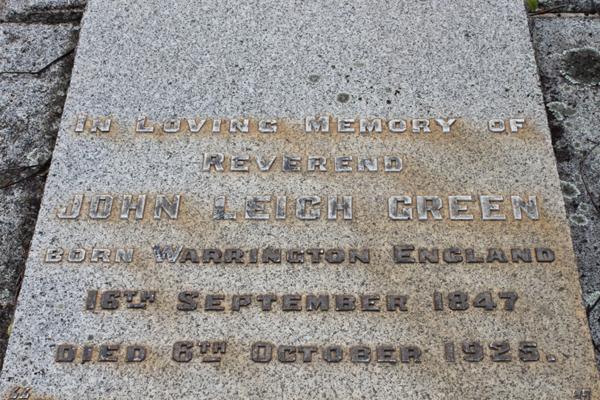 In Loving Memory of
Reverend
John Leigh Green
born Warrington England
16th September 1847
Died 6th October 1925.